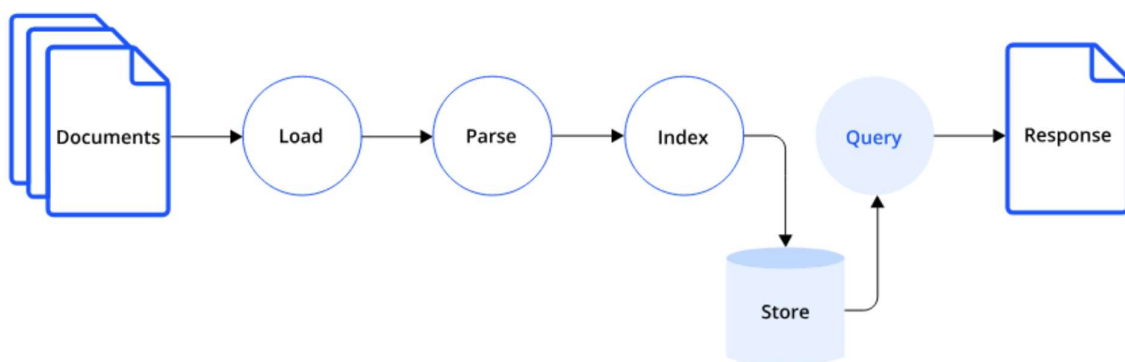 Documents
Load
Parse
Index
Store
Query
Response